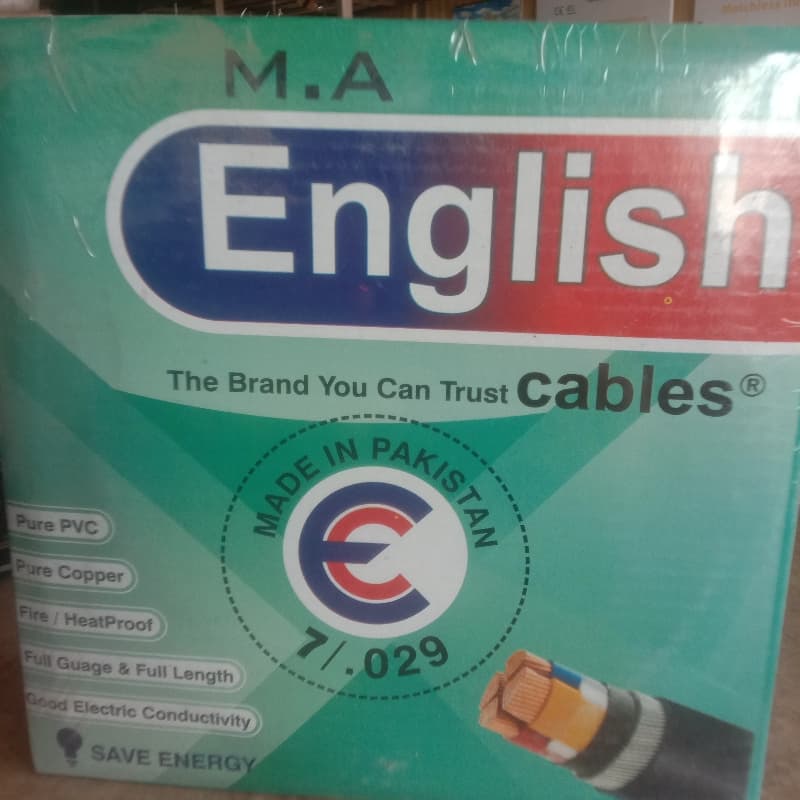 M.A
English
The Brand You Can Trust cables®
MADE IN PAKISTAN
7/.029
Pure PVC
Pure Copper
Fire / HeatProof
Full Guage & Full Length
Good Electric Conductivity
SAVE ENERGY